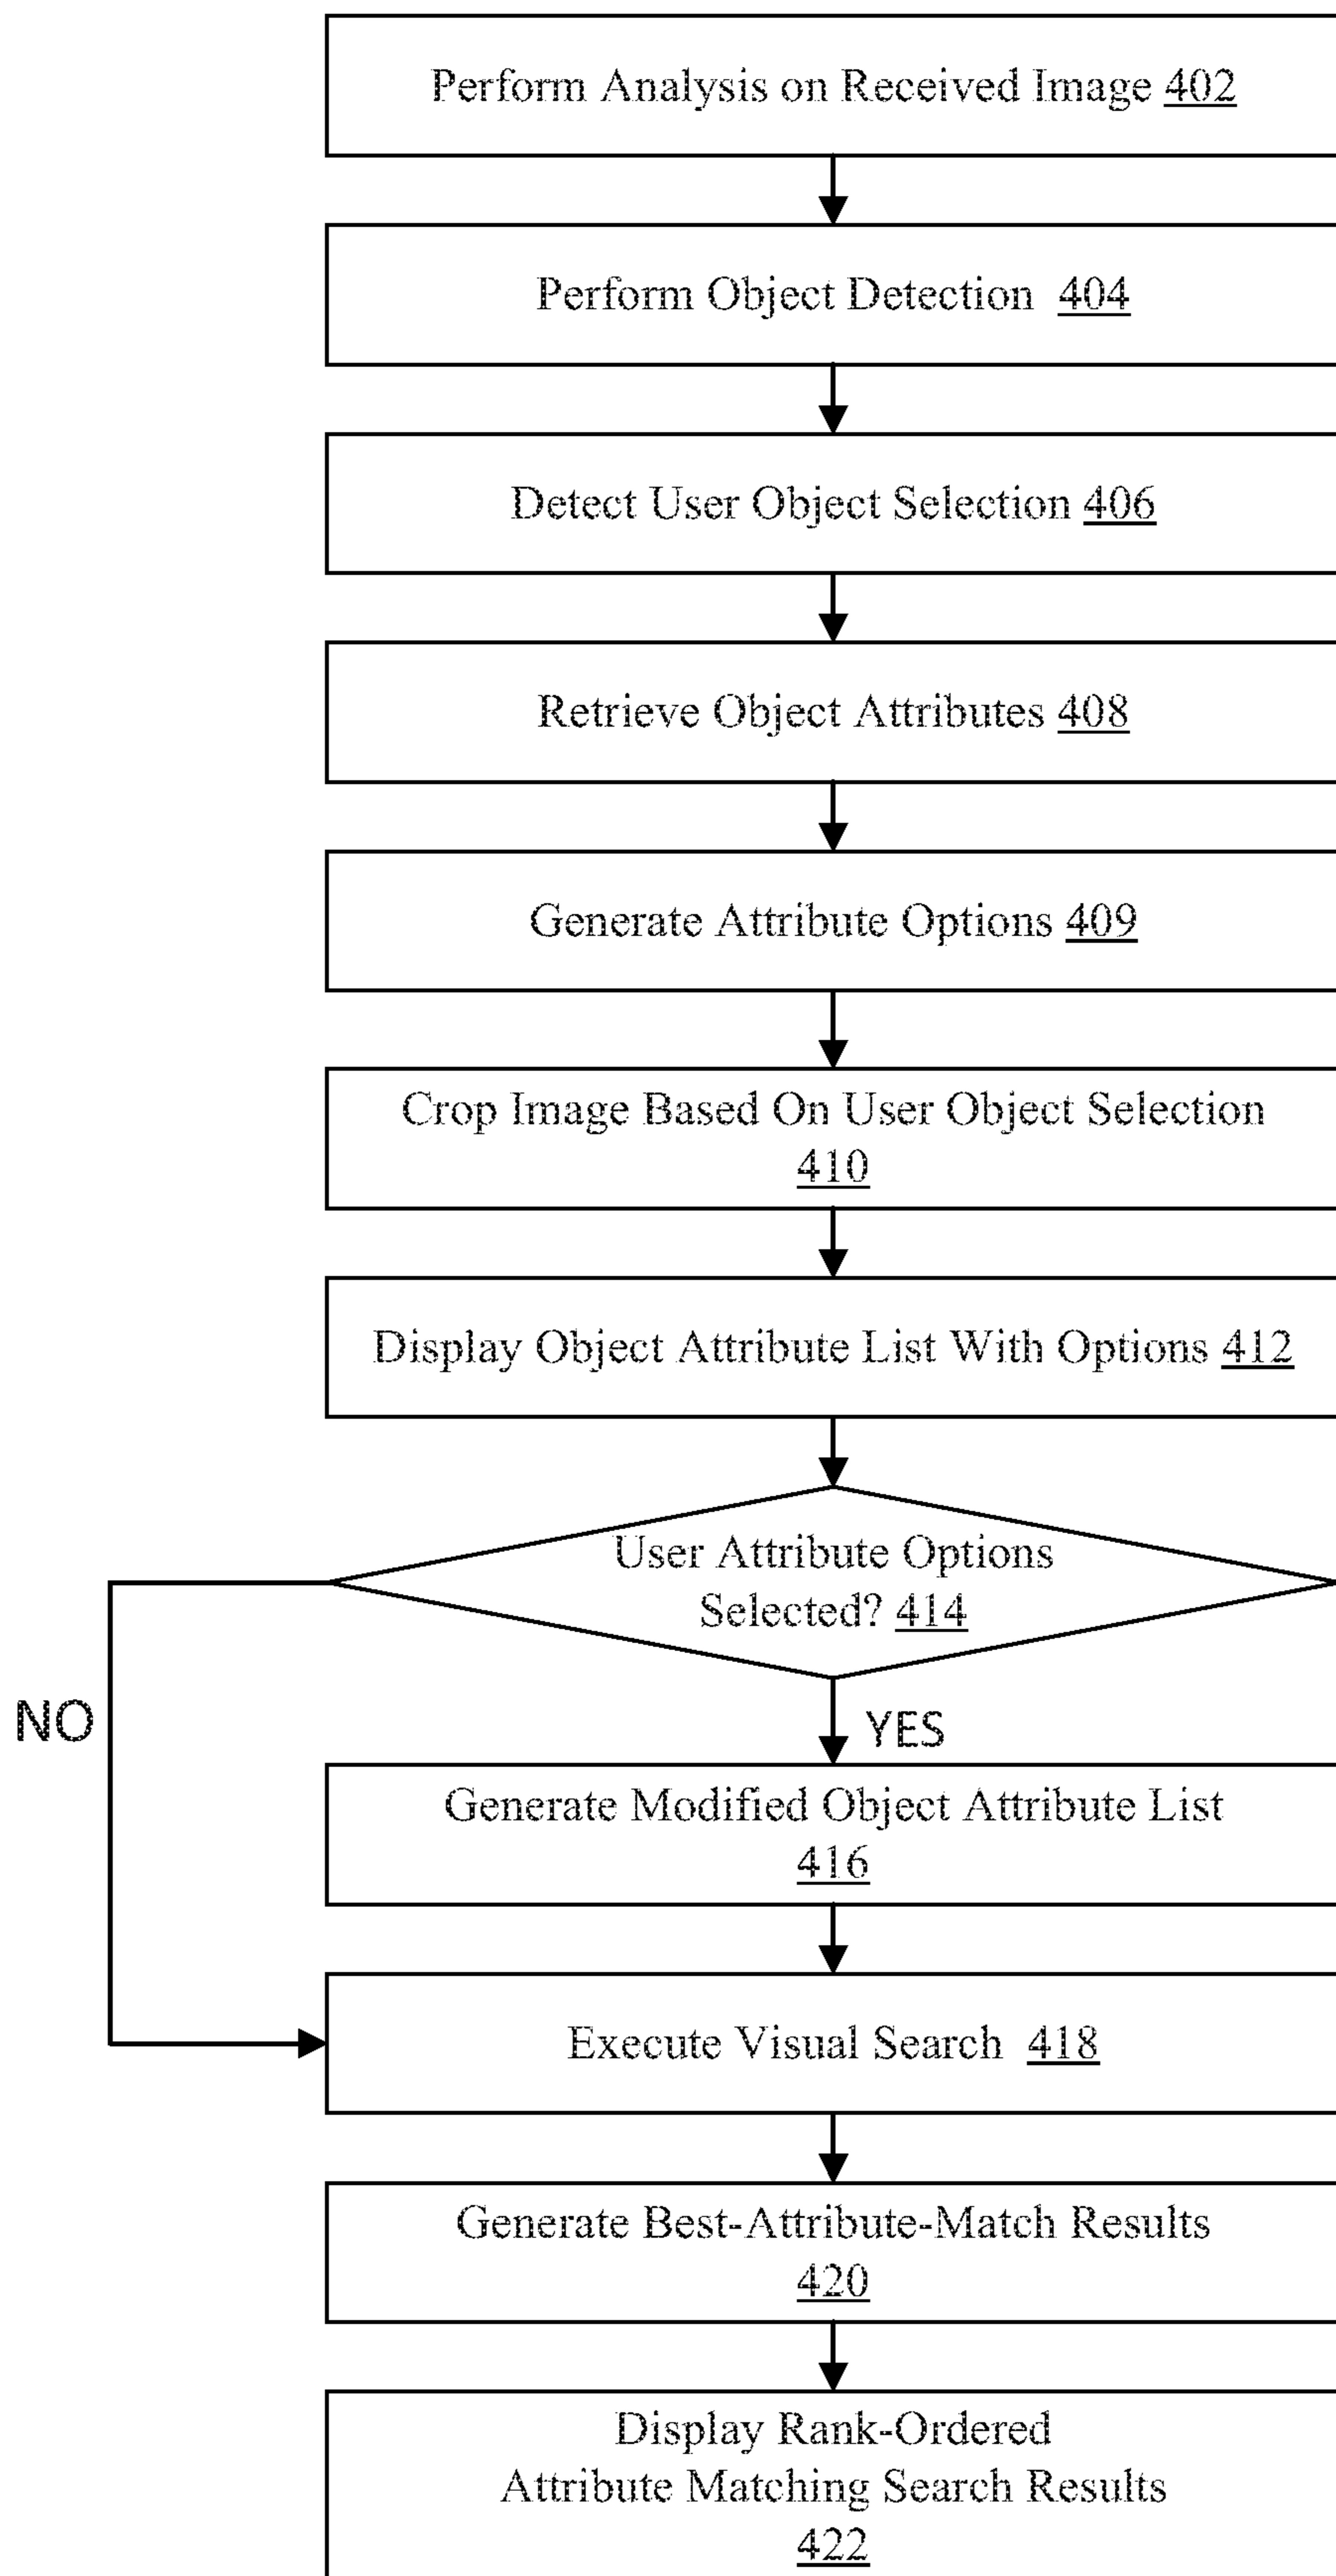 Perform Analysis on Received Image 402
Perform Object Detection 404
Detect User Object Selection 406
Retrieve Object Attributes 408
Generate Attribute Options 409
Crop Image Based On User Object Selection
410
Display Object Attribute List With Options 412
User Attribute Options
Selected? 414
NO
YES
Generate Modified Object Attribute List
416
Execute Visual Search 418
Generate Best-Attribute-Match Results
420
Display Rank-Ordered
Attribute Matching Search Results
422